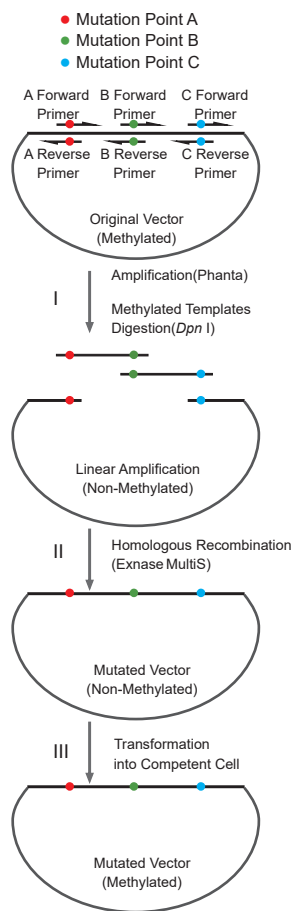 Mutation Point A
Mutation Point B
Mutation Point C
A Forward Primer
B Forward Primer
C Forward Primer
A Reverse Primer
B Reverse Primer
C Reverse Primer
Original Vector
(Methylated)
I
Amplification(Phanta)
Methylated Templates
Digestion(Dpn I)
Linear Amplification
(Non-Methylated)
II
Homologous Recombination
(Exnase MultiS)
Mutated Vector
(Non-Methylated)
III
Transformation
into Competent Cell
Mutated Vector
(Methylated)